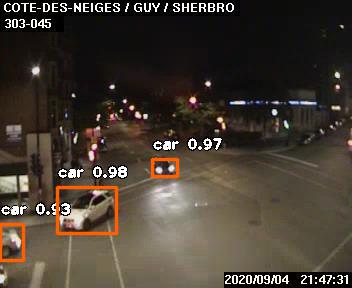 COTE-DES-NEIGES / GUY / SHERBRO
303-045
car 0.97
car 0.98
car 0.93
2020/09/04 21:47:31